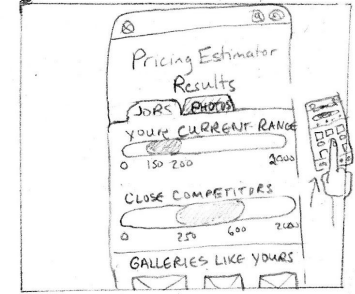 Pricing Estimator
Results
JOBS PHOTOS
YOUR CURRENT RANGE
0 150 200 2000
CLOSE COMPETITORS
0 250 600 2000
GALLERIES LIKE YOURS